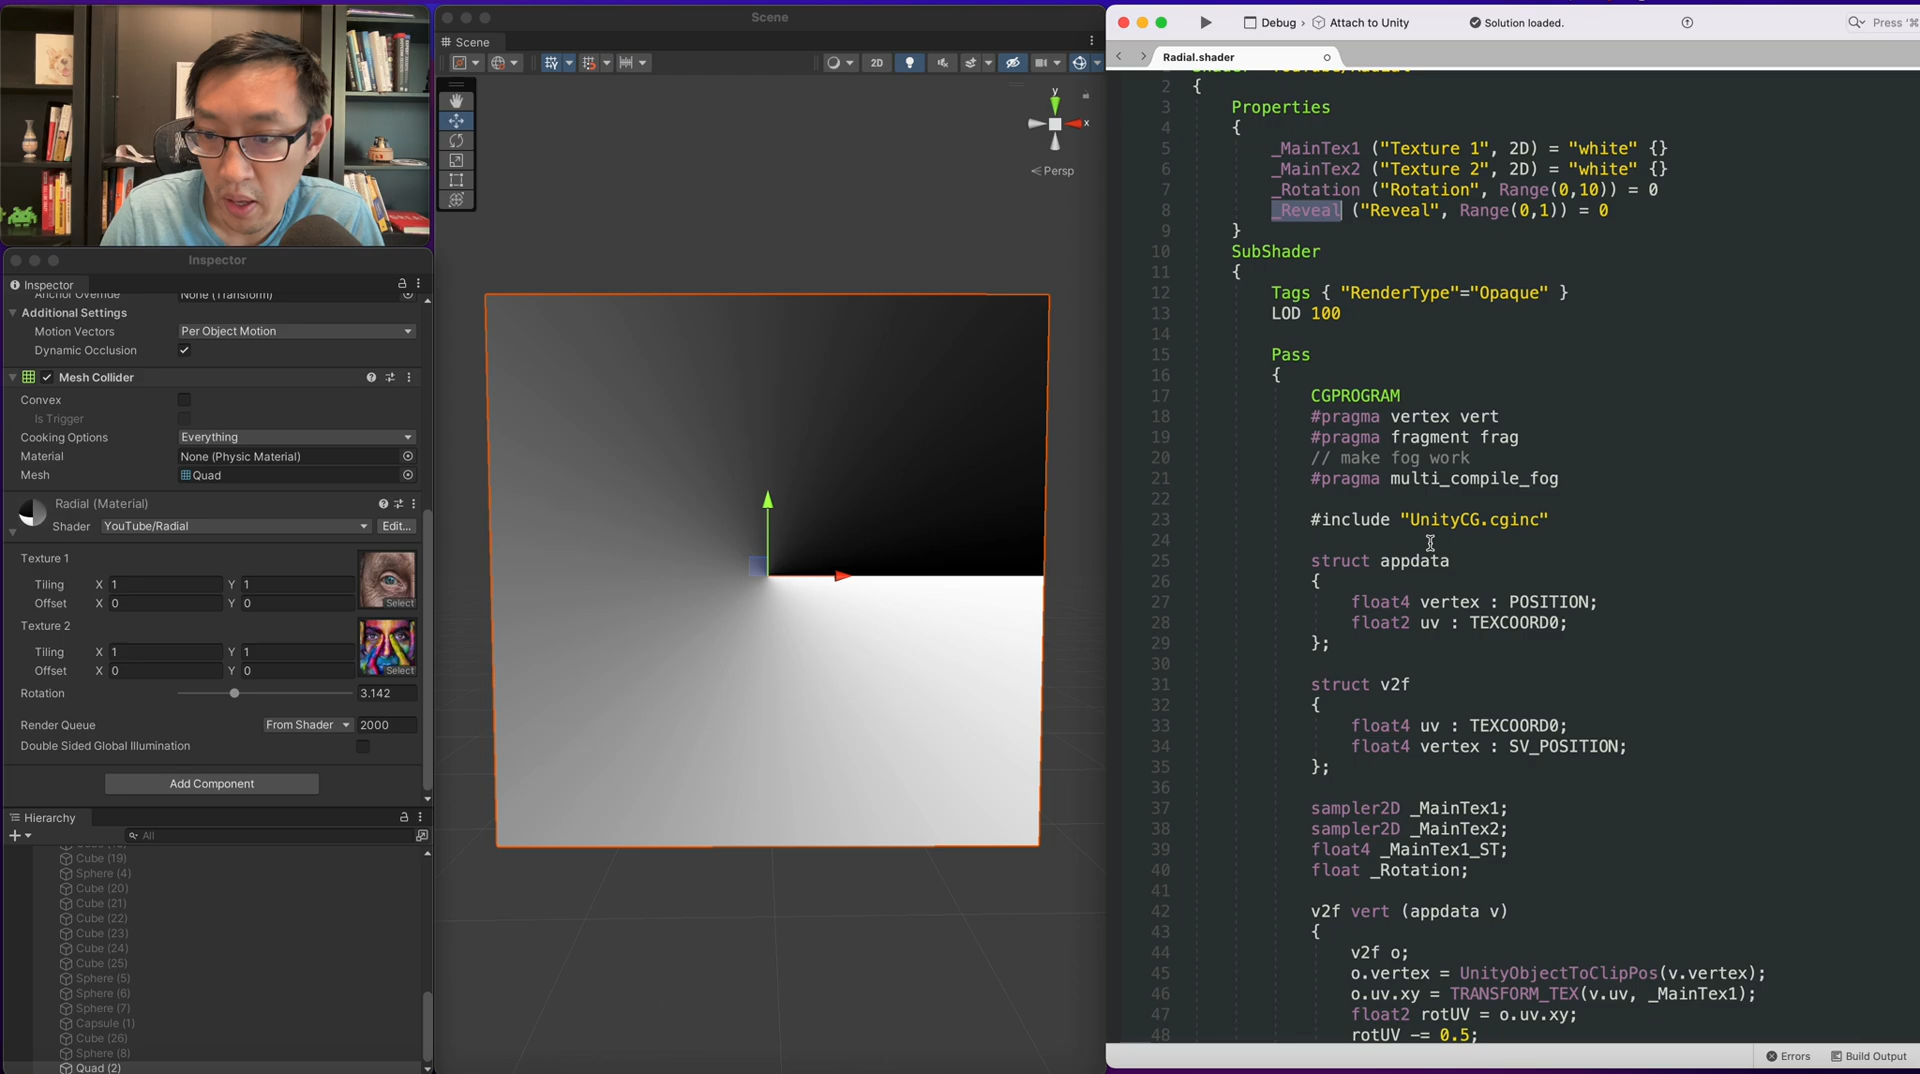 Inspector
Inspector
Anchor Override None (Transform)
Additional Settings
Motion Vectors Per Object Motion
Dynamic Occlusion
Mesh Collider
Convex
Is Trigger
Cooking Options Everything
Material None (Physic Material)
Mesh Quad
Radial (Material)
Shader YouTube/Radial Edit...
Texture 1
Tiling X 1 Y 1
Offset X 0 Y 0
Select
Texture 2
Tiling X 1 Y 1
Offset X 0 Y 0
Select
Rotation 3.142
Render Queue From Shader 2000
Double Sided Global Illumination
Add Component
Hierarchy
All
Cube (19)
Sphere (4)
Cube (20)
Cube (21)
Cube (22)
Cube (23)
Cube (24)
Cube (25)
Sphere (5)
Sphere (6)
Sphere (7)
Capsule (1)
Cube (26)
Sphere (8)
Quad (2)
Scene
Scene
2D
y
x
Persp
Debug › Attach to Unity
Solution loaded.
Press '⌘
Radial.shader
2 {
3 Properties
4 {
5 _MainTex1 ("Texture 1", 2D) = "white" {}
6 _MainTex2 ("Texture 2", 2D) = "white" {}
7 _Rotation ("Rotation", Range(0,10)) = 0
8 _Reveal ("Reveal", Range(0,1)) = 0
9 }
10 SubShader
11 {
12 Tags { "RenderType"="Opaque" }
13 LOD 100
14
15 Pass
16 {
17 CGPROGRAM
18 #pragma vertex vert
19 #pragma fragment frag
20 // make fog work
21 #pragma multi_compile_fog
22
23 #include "UnityCG.cginc"
24
25 struct appdata
26 {
27 float4 vertex : POSITION;
28 float2 uv : TEXCOORD0;
29 };
30
31 struct v2f
32 {
33 float4 uv : TEXCOORD0;
34 float4 vertex : SV_POSITION;
35 };
36
37 sampler2D _MainTex1;
38 sampler2D _MainTex2;
39 float4 _MainTex1_ST;
40 float _Rotation;
41
42 v2f vert (appdata v)
43 {
44 v2f o;
45 o.vertex = UnityObjectToClipPos(v.vertex);
46 o.uv.xy = TRANSFORM_TEX(v.uv, _MainTex1);
47 float2 rotUV = o.uv.xy;
48 rotUV -= 0.5;
Errors
Build Output